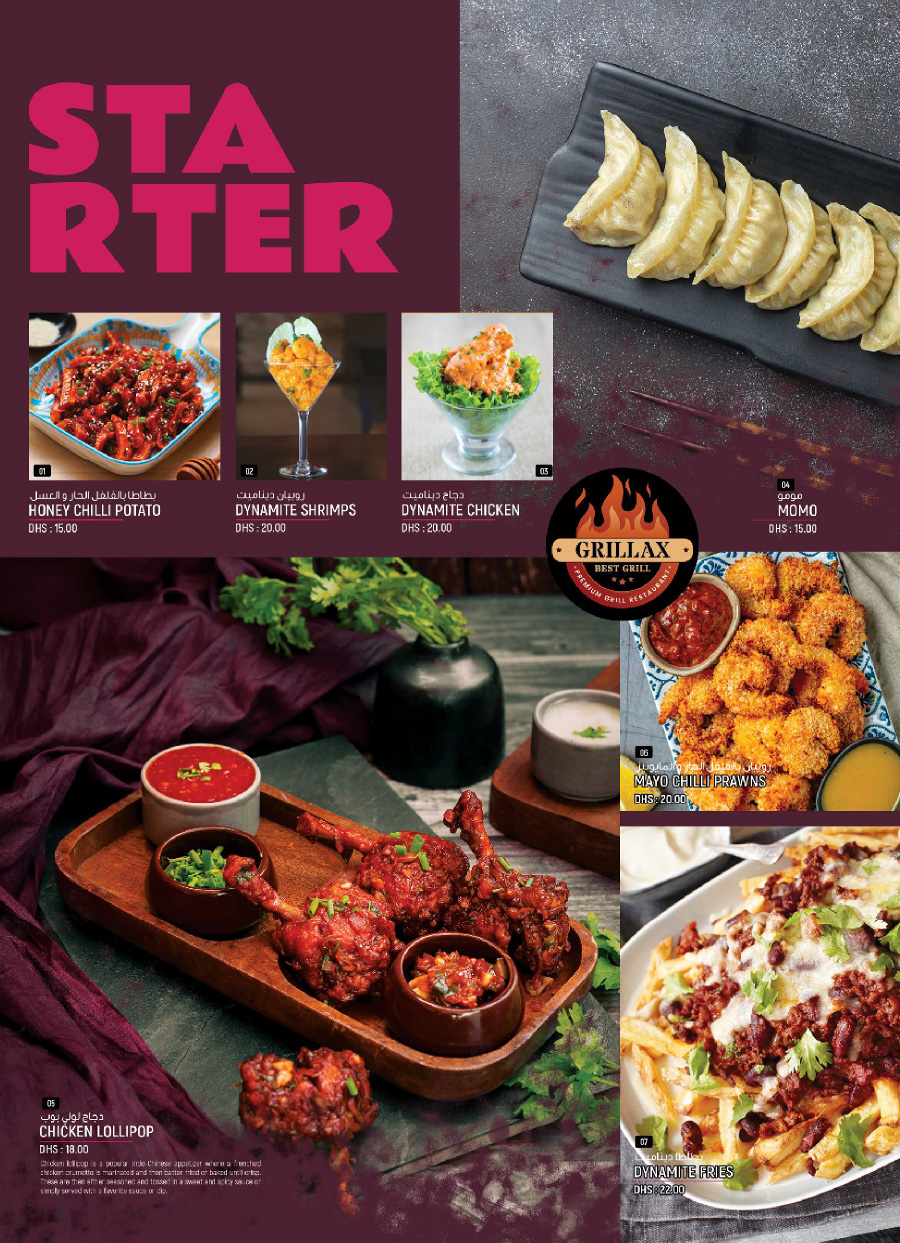 STA
RTER
01
بطاطا بالفلفل الحار و العسل
HONEY CHILLI POTATO
DHS : 15.00
02
روبيان ديناميت
DYNAMITE SHRIMPS
DHS : 20.00
03
دجاج ديناميت
DYNAMITE CHICKEN
DHS : 20.00
04
مومو
MOMO
DHS : 15.00
GRILLAX
BEST GRILL
PREMIUM GRILL RESTAURANT
06
روبيان بالفلفل الحار والمايونيز
MAYO CHILLI PRAWNS
DHS : 20.00
05
دجاج لولي بوب
CHICKEN LOLLIPOP
DHS : 18.00
Chicken lollipop is a popular Indo-Chinese appetizer where a frenched
chicken drumette is marinated and then batter fried or baked until crisp.
These are then either seasoned and tossed in a sweet and spicy sauce or
simply served with a favorite sauce or dip.
07
بطاطا ديناميت
DYNAMITE FRIES
DHS : 22.00